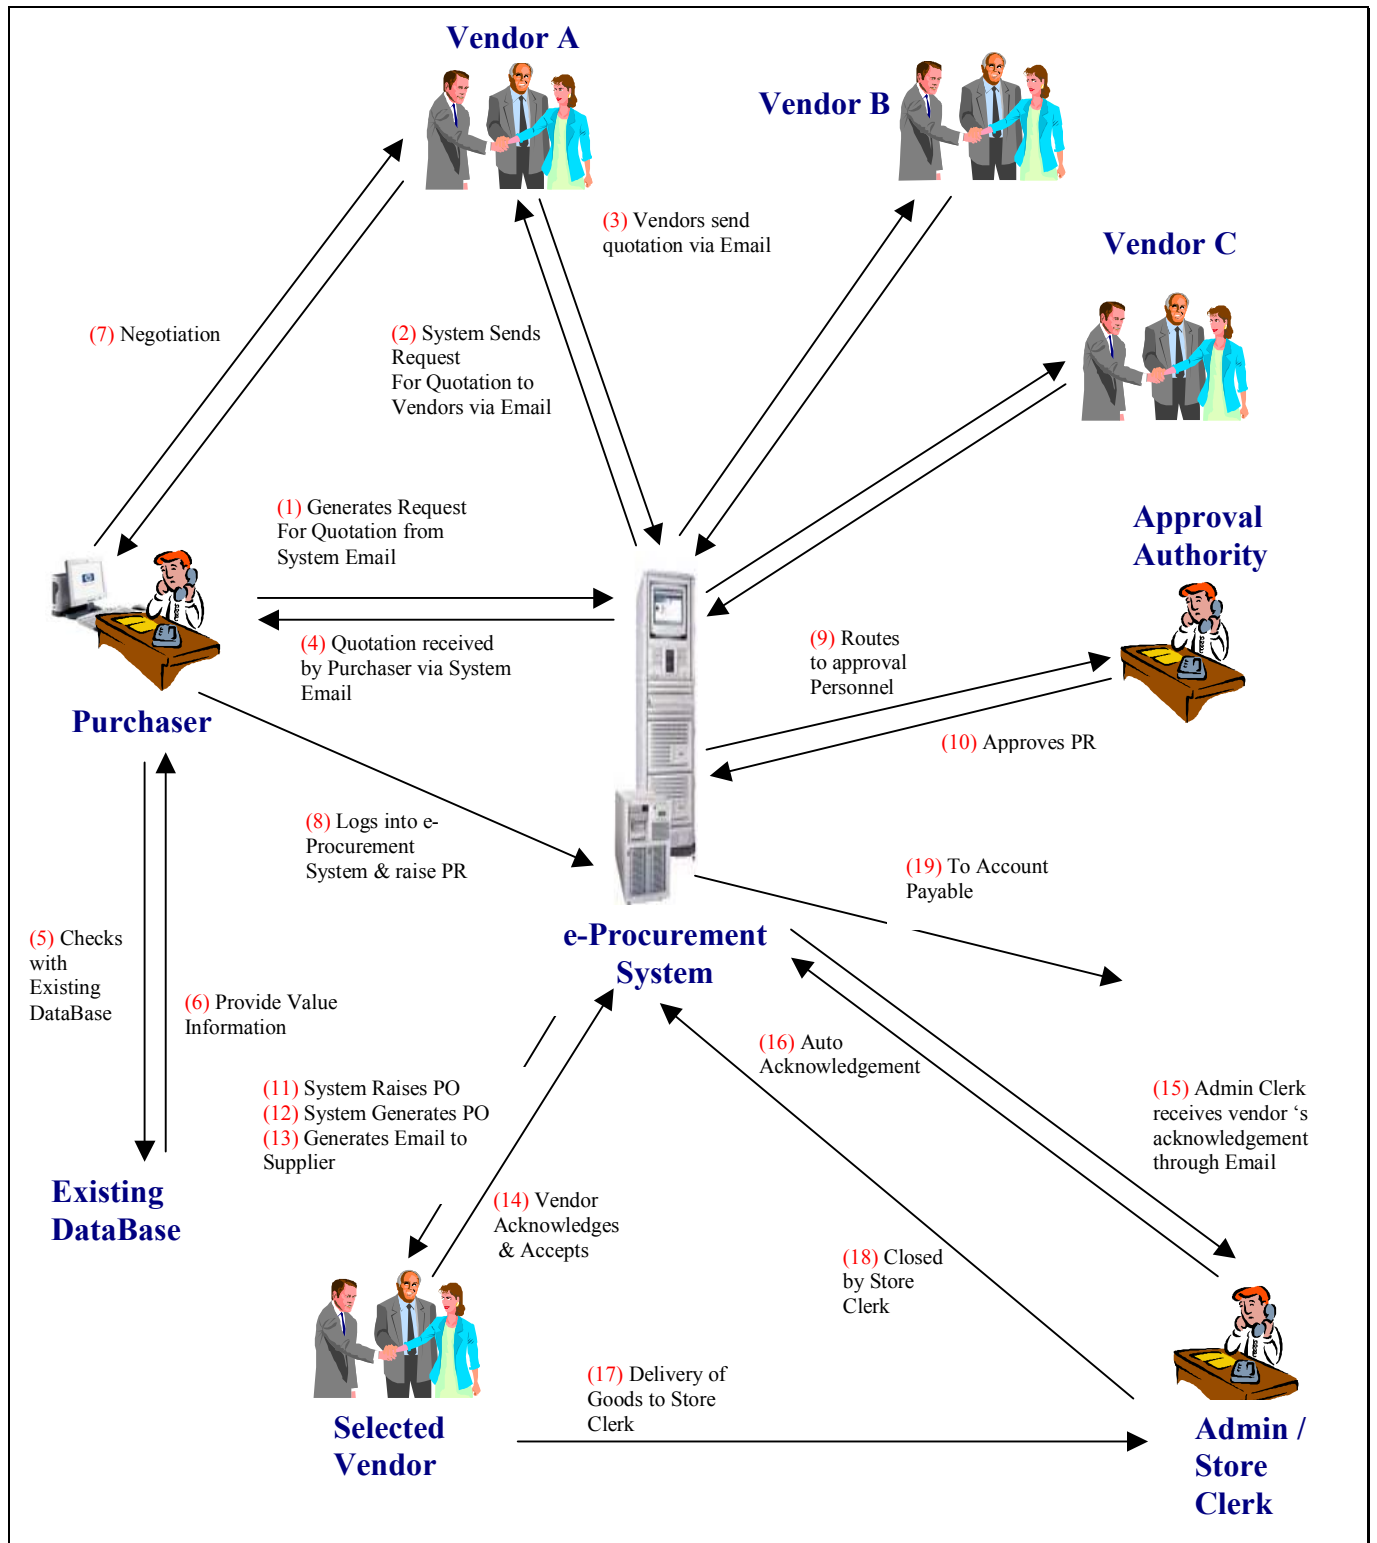 Vendor A
Vendor B
(3) Vendors send
quotation via Email
Vendor C
(7) Negotiation
(2) System Sends
Request
For Quotation to
Vendors via Email
(1) Generates Request
For Quotation from
System Email
Approval
Authority
(4) Quotation received
by Purchaser via System
Email
(9) Routes
to approval
Personnel
Purchaser
(10) Approves PR
(8) Logs into e-
Procurement
System & raise PR
(19) To Account
Payable
e-Procurement
System
(5) Checks
with
Existing
DataBase
(6) Provide Value
Information
(16) Auto
Acknowledgement
(11) System Raises PO
(12) System Generates PO
(13) Generates Email to
Supplier
(15) Admin Clerk
receives vendor ‘s
acknowledgement
through Email
Existing
DataBase
(14) Vendor
Acknowledges
& Accepts
(18) Closed
by Store
Clerk
(17) Delivery of
Goods to Store
Clerk
Selected
Vendor
Admin /
Store
Clerk